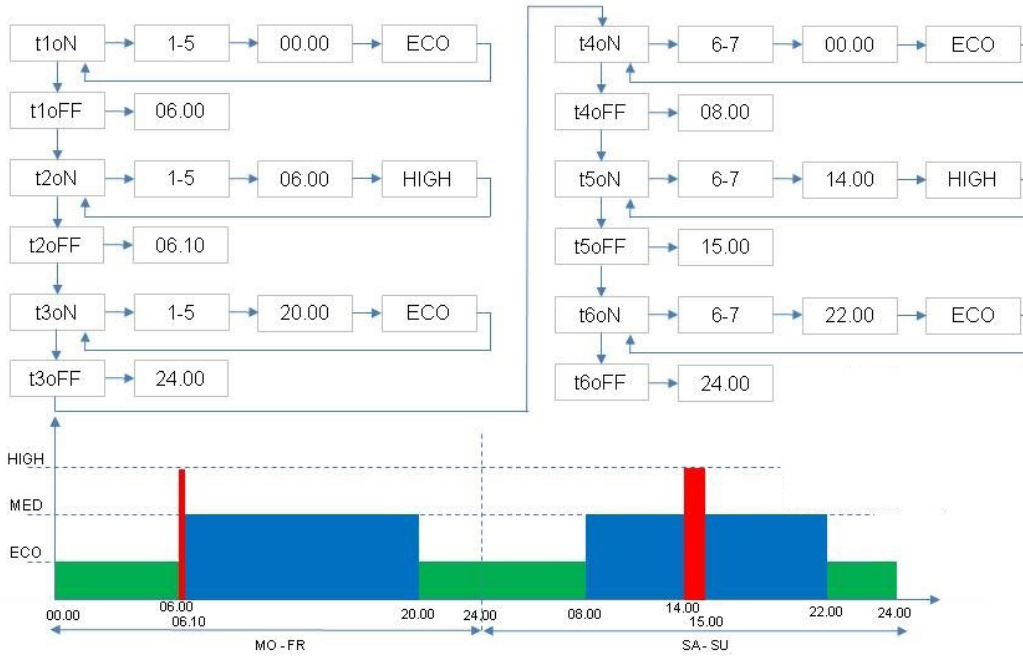 t1oN 1-5 00.00 ECO
t1oFF 06.00
t2oN 1-5 06.00 HIGH
t2oFF 06.10
t3oN 1-5 20.00 ECO
t3oFF 24.00
t4oN 6-7 00.00 ECO
t4oFF 08.00
t5oN 6-7 14.00 HIGH
t5oFF 15.00
t6oN 6-7 22.00 ECO
t6oFF 24.00
HIGH
MED
ECO
00.00 06.00 20.00 24.00 08.00 14.00 22.00 24.00
06.10 15.00
MO - FR SA - SU